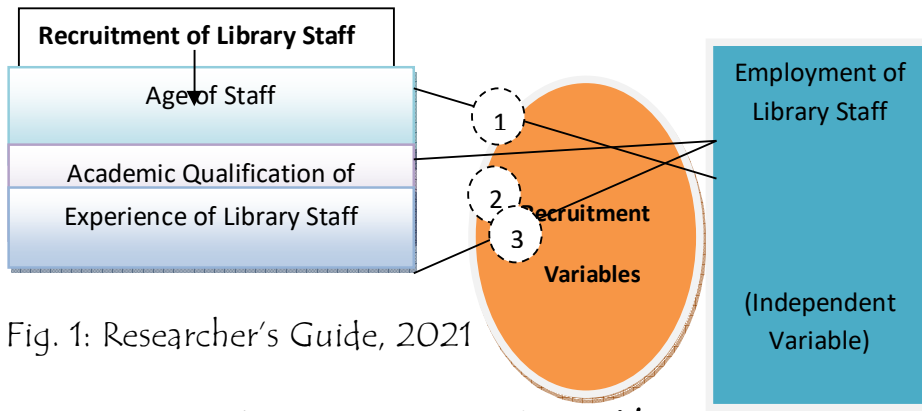 Recruitment of Library Staff
Age of Staff
Academic Qualification of
Experience of Library Staff
1
2
3
Recruitment
Variables
Employment of
Library Staff
(Independent
Variable)
Fig. 1: Researcher's Guide, 2021